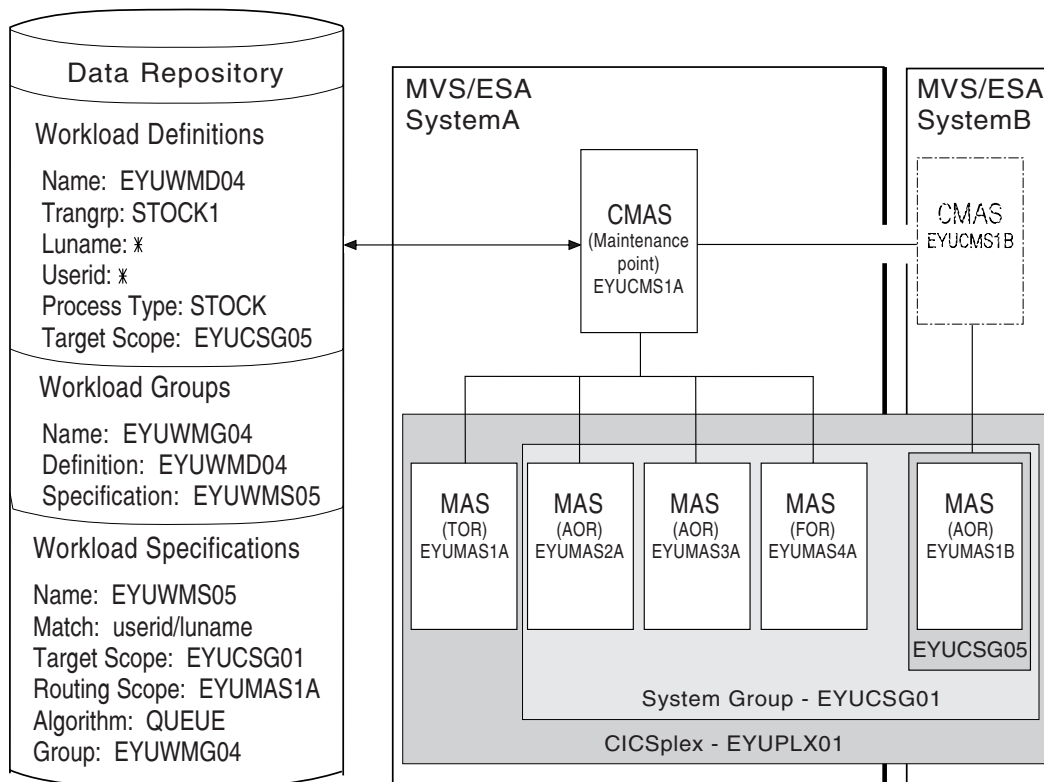 Data Repository
Workload Definitions
Name: EYUWMD04
Trangrp: STOCK1
Luname: *
Userid: *
Process Type: STOCK
Target Scope: EYUCSG05
Workload Groups
Name: EYUWMG04
Definition: EYUWMD04
Specification: EYUWMS05
Workload Specifications
Name: EYUWMS05
Match: userid/luname
Target Scope: EYUCSG01
Routing Scope: EYUMAS1A
Algorithm: QUEUE
Group: EYUWMG04
MVS/ESA
SystemA
CMAS
(Maintenance
point)
EYUCMS1A
MVS/ESA
SystemB
CMAS
EYUCMS1B
MAS
(TOR)
EYUMAS1A
MAS
(AOR)
EYUMAS2A
MAS
(AOR)
EYUMAS3A
MAS
(FOR)
EYUMAS4A
MAS
(AOR)
EYUMAS1B
EYUCSG05
System Group - EYUCSG01
CICSplex - EYUPLX01